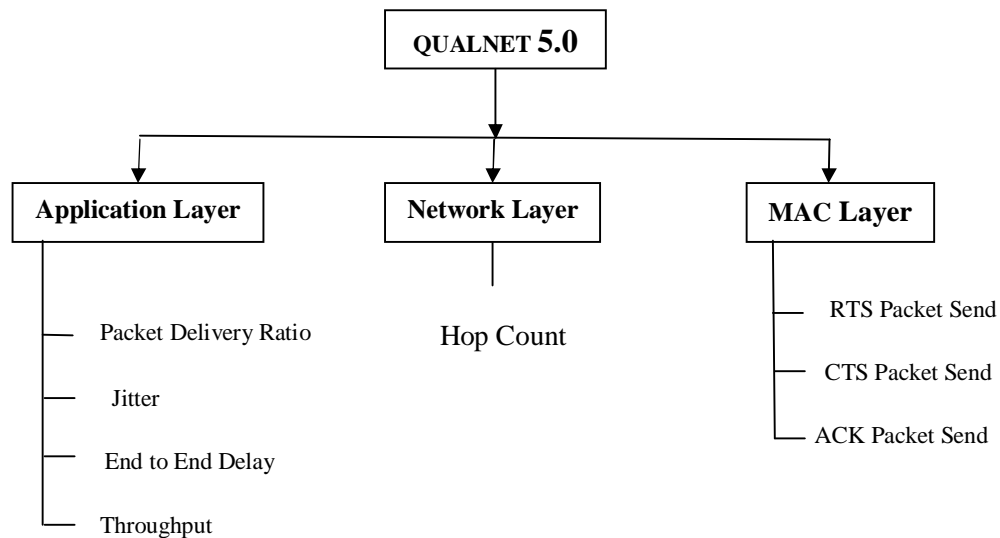 QUALNET 5.0
Application Layer
Network Layer
MAC Layer
Packet Delivery Ratio
Jitter
End to End Delay
Throughput
Hop Count
RTS Packet Send
CTS Packet Send
ACK Packet Send